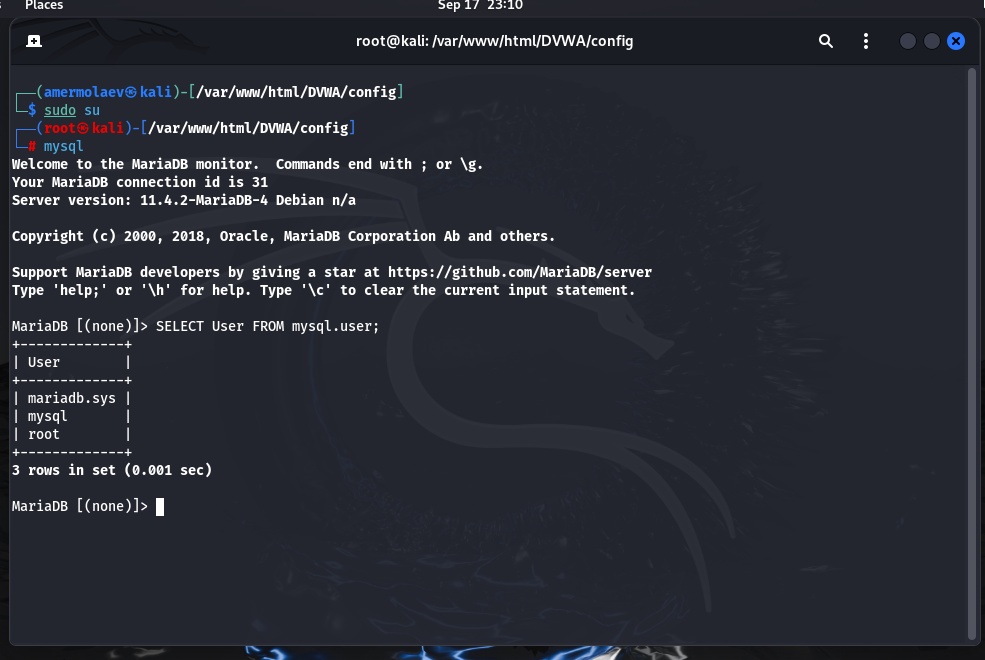 Places
Sep 17 23:10
root@kali: /var/www/html/DVWA/config
┌──(amermolaev㉿kali)-[/var/www/html/DVWA/config]
└─$ sudo su
┌──(root㉿kali)-[/var/www/html/DVWA/config]
└─# mysql
Welcome to the MariaDB monitor.  Commands end with ; or \g.
Your MariaDB connection id is 31
Server version: 11.4.2-MariaDB-4 Debian n/a
Copyright (c) 2000, 2018, Oracle, MariaDB Corporation Ab and others.
Support MariaDB developers by giving a star at https://github.com/MariaDB/server
Type 'help;' or '\h' for help. Type '\c' to clear the current input statement.
MariaDB [(none)]> SELECT User FROM mysql.user;
+-------------+
| User        |
+-------------+
| mariadb.sys |
| mysql       |
| root        |
+-------------+
3 rows in set (0.001 sec)
MariaDB [(none)]>